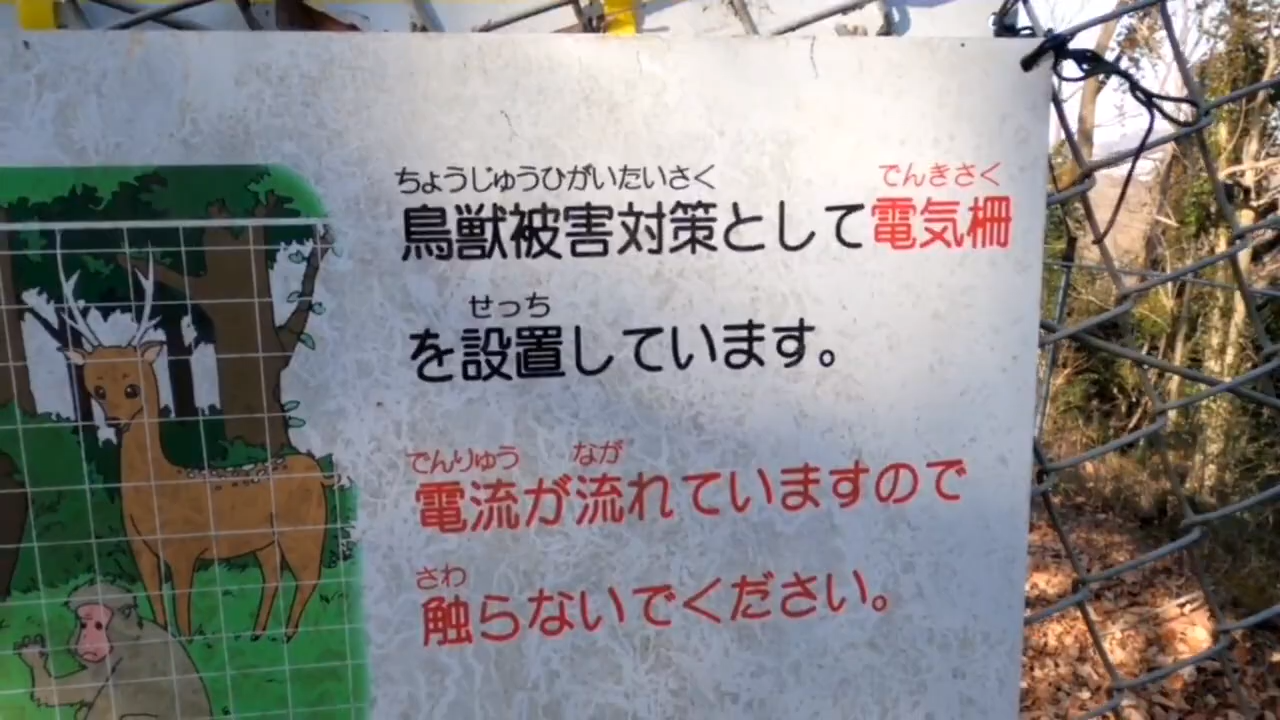 ちょうじゅうひがいたいさく でんきさく
鳥獣被害対策として電気柵
せっち
を設置しています。
でんりゅう なが
電流が流れていますので
さわ
触らないでください。